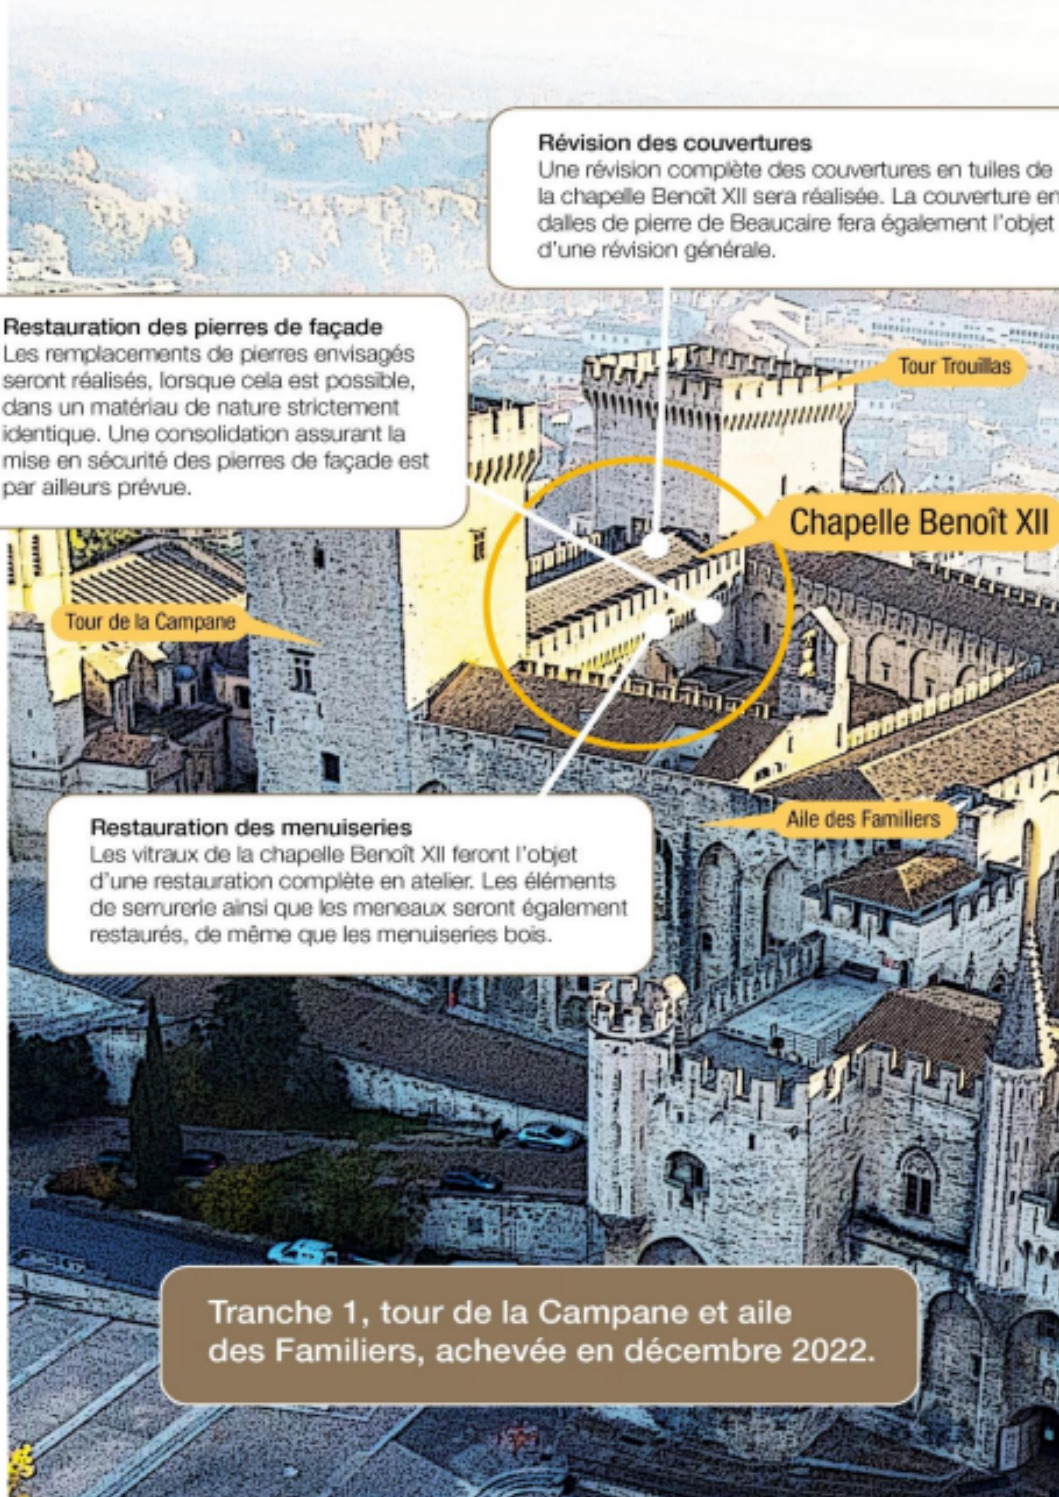 Révision des couvertures
Une révision complète des couvertures en tuiles de
la chapelle Benoît XII sera réalisée. La couverture en
dalles de pierre de Beaucaire fera également l'objet
d'une révision générale.
Restauration des pierres de façade
Les remplacements de pierres envisagés
seront réalisés, lorsque cela est possible,
dans un matériau de nature strictement
identique. Une consolidation assurant la
mise en sécurité des pierres de façade est
par ailleurs prévue.
Tour Trouillas
Chapelle Benoît XII
Tour de la Campane
Aile des Familiers
Restauration des menuiseries
Les vitraux de la chapelle Benoît XII feront l'objet
d'une restauration complète en atelier. Les éléments
de serrurerie ainsi que les meneaux seront également
restaurés, de même que les menuiseries bois.
Tranche 1, tour de la Campane et aile
des Familiers, achevée en décembre 2022.